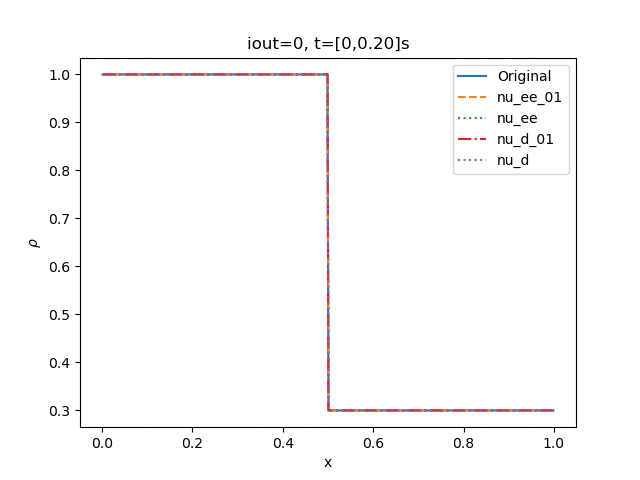 iout=0, t=[0,0.20]s
1.0
0.9
0.8
0.7
0.6
0.5
0.4
0.3
ρ
0.0 0.2 0.4 0.6 0.8 1.0
x
Original
nu_ee_01
nu_ee
nu_d_01
nu_d